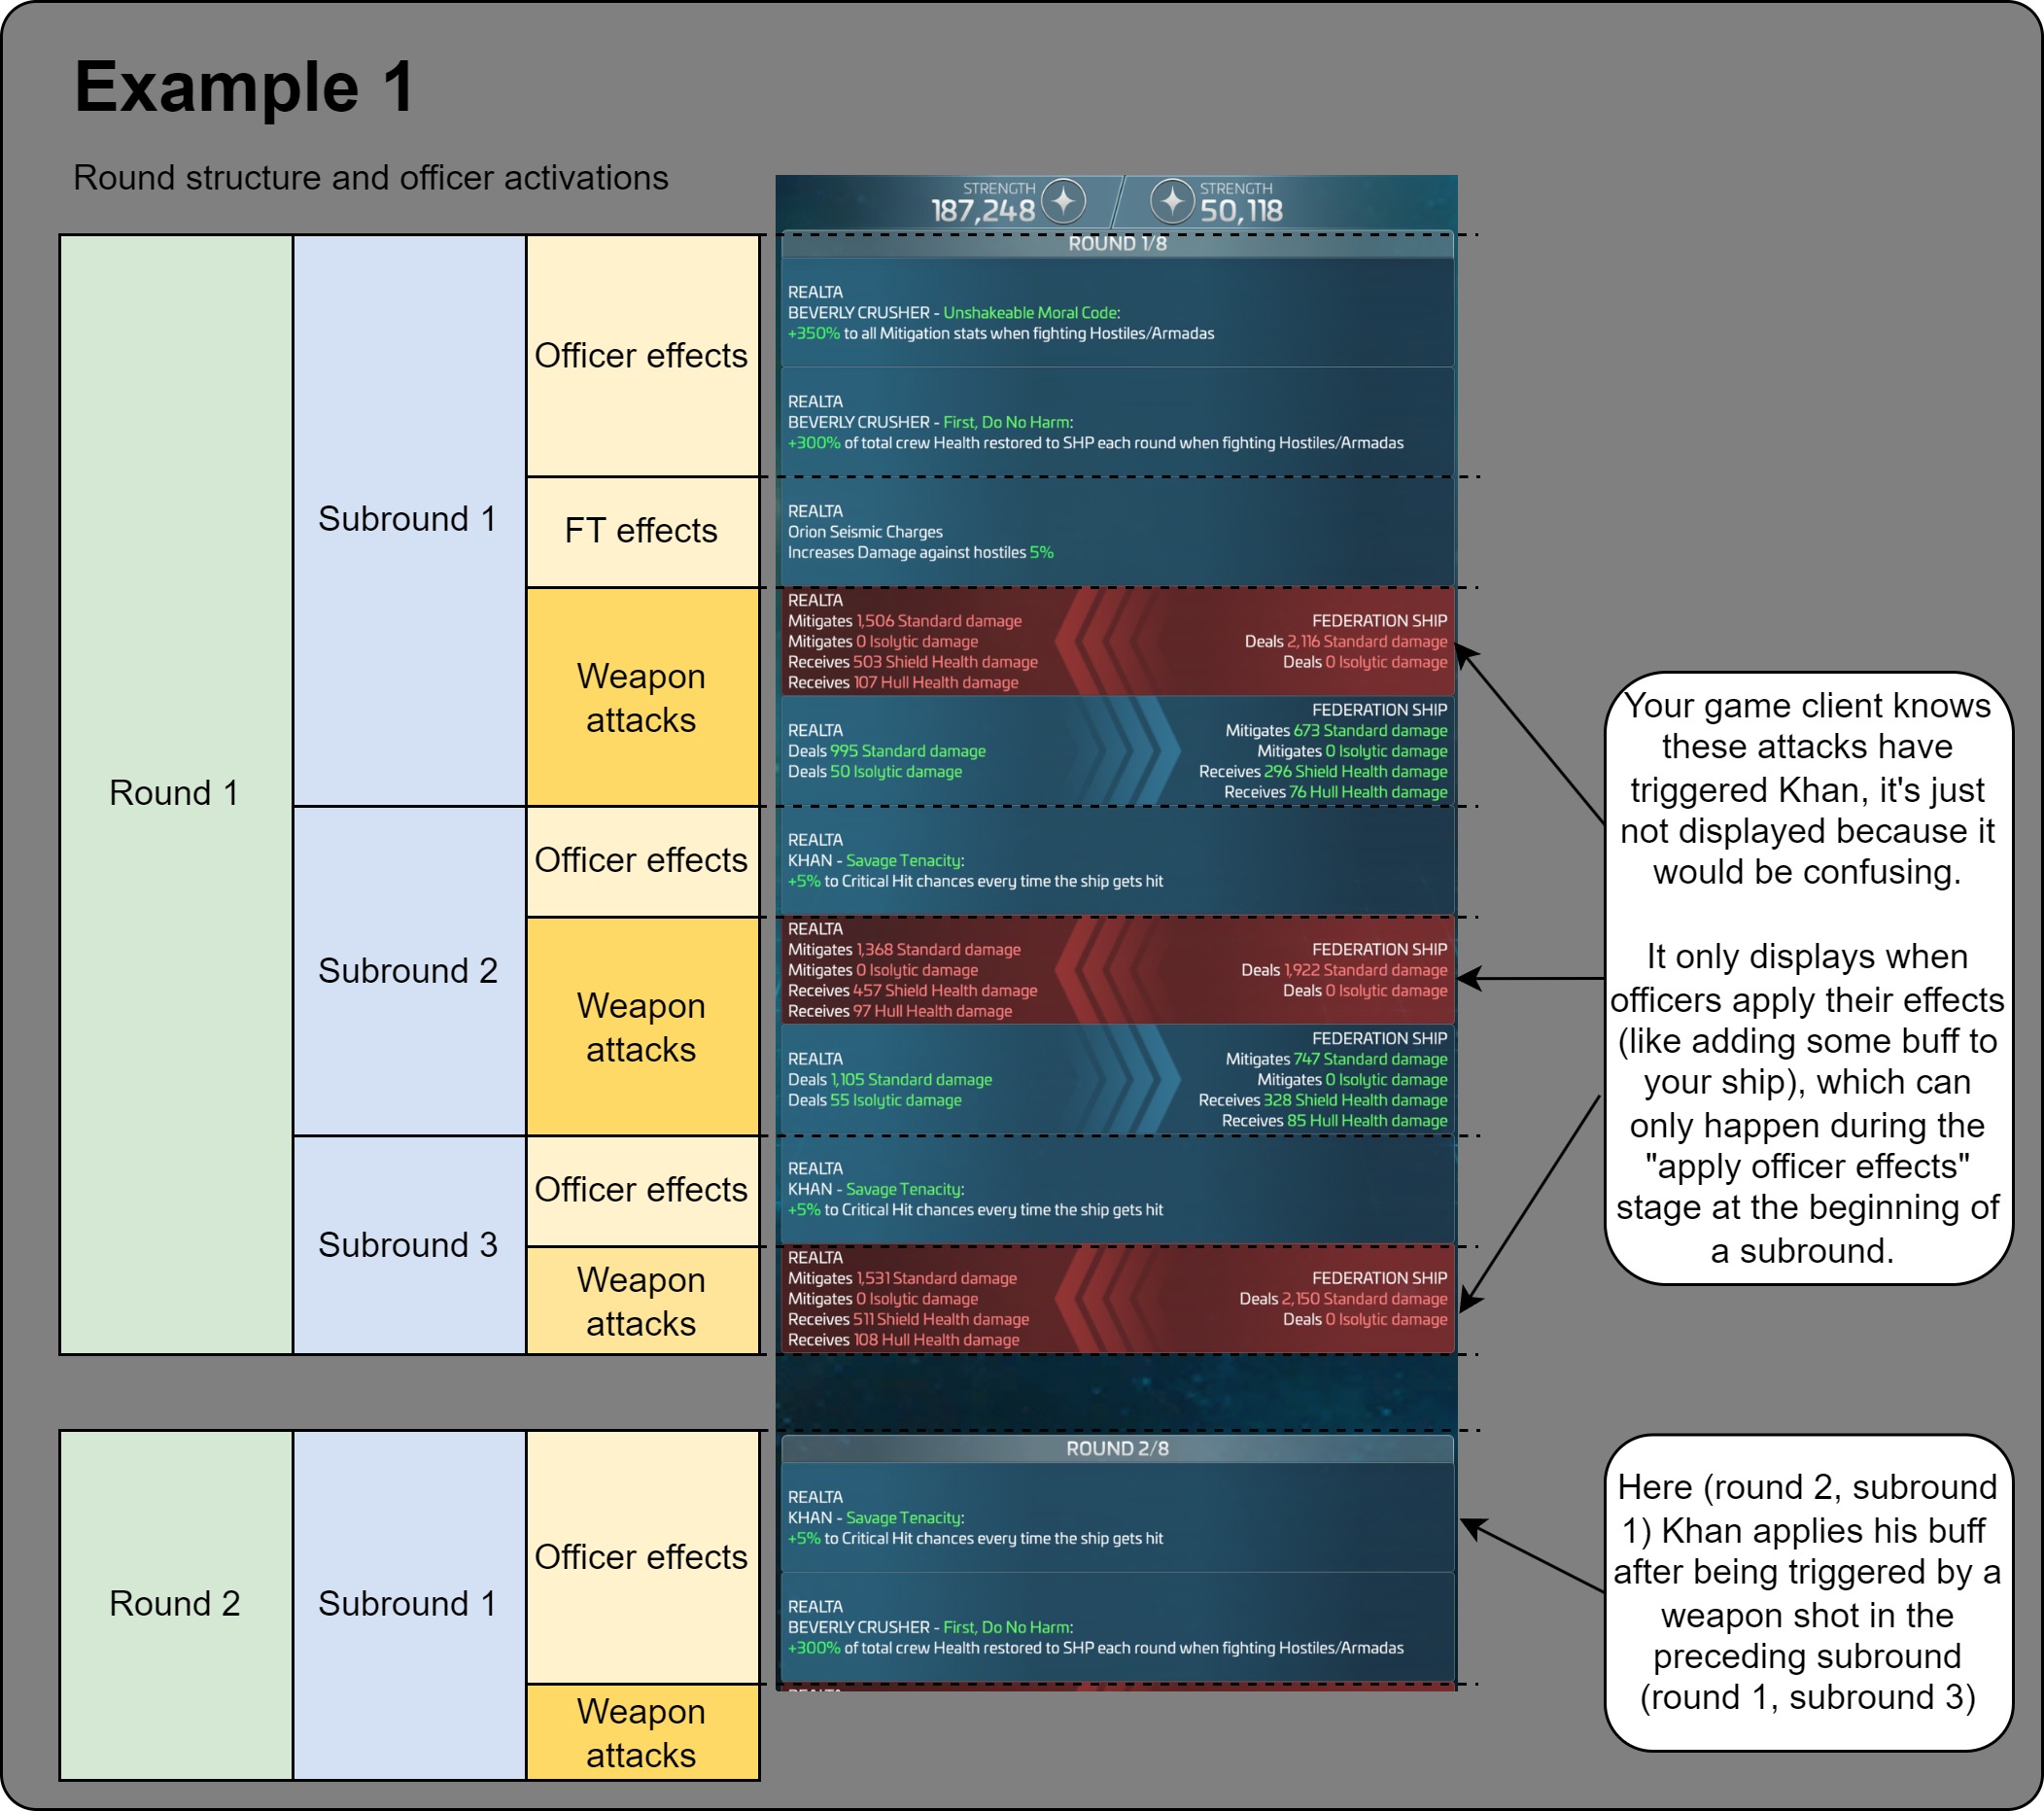 Example 1
Round structure and officer activations
STRENGTH
187,248
STRENGTH
50,118
Round 1
Subround 1
Officer effects
ROUND 1/8
REALTA
BEVERLY CRUSHER - Unshakeable Moral Code:
+350% to all Mitigation stats when fighting Hostiles/Armadas
REALTA
BEVERLY CRUSHER - First, Do No Harm:
+300% of total crew Health restored to SHP each round when fighting Hostiles/Armadas
FT effects
REALTA
Orion Seismic Charges
Increases Damage against hostiles 5%
Weapon
attacks
REALTA
Mitigates 1,506 Standard damage
Mitigates 0 Isolytic damage
Receives 503 Shield Health damage
Receives 107 Hull Health damage
FEDERATION SHIP
Deals 2,116 Standard damage
Deals 0 Isolytic damage
REALTA
Deals 995 Standard damage
Deals 50 Isolytic damage
FEDERATION SHIP
Mitigates 673 Standard damage
Mitigates 0 Isolytic damage
Receives 296 Shield Health damage
Receives 76 Hull Health damage
Subround 2
Officer effects
REALTA
KHAN - Savage Tenacity:
+5% to Critical Hit chances every time the ship gets hit
Weapon
attacks
REALTA
Mitigates 1,368 Standard damage
Mitigates 0 Isolytic damage
Receives 457 Shield Health damage
Receives 97 Hull Health damage
FEDERATION SHIP
Deals 1,922 Standard damage
Deals 0 Isolytic damage
REALTA
Deals 1,105 Standard damage
Deals 55 Isolytic damage
FEDERATION SHIP
Mitigates 747 Standard damage
Mitigates 0 Isolytic damage
Receives 328 Shield Health damage
Receives 85 Hull Health damage
Subround 3
Officer effects
REALTA
KHAN - Savage Tenacity:
+5% to Critical Hit chances every time the ship gets hit
Weapon
attacks
REALTA
Mitigates 1,531 Standard damage
Mitigates 0 Isolytic damage
Receives 511 Shield Health damage
Receives 108 Hull Health damage
FEDERATION SHIP
Deals 2,150 Standard damage
Deals 0 Isolytic damage
Your game client knows
these attacks have
triggered Khan, it's just
not displayed because it
would be confusing.
It only displays when
officers apply their effects
(like adding some buff to
your ship), which can
only happen during the
"apply officer effects"
stage at the beginning of
a subround.
Round 2
Subround 1
Officer effects
ROUND 2/8
REALTA
KHAN - Savage Tenacity:
+5% to Critical Hit chances every time the ship gets hit
REALTA
BEVERLY CRUSHER - First, Do No Harm:
+300% of total crew Health restored to SHP each round when fighting Hostiles/Armadas
Weapon
attacks
Here (round 2, subround
1) Khan applies his buff
after being triggered by a
weapon shot in the
preceding subround
(round 1, subround 3)